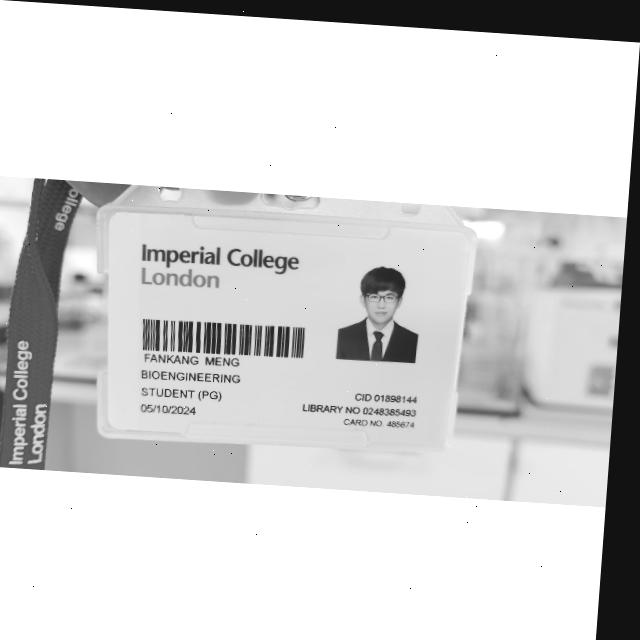 Imperial College
London
FANKANG MENG
BIOENGINEERING
STUDENT (PG)
05/10/2024
CID 01898144
LIBRARY NO 0248385493
CARD NO. 485674
Imperial College
London
ollege